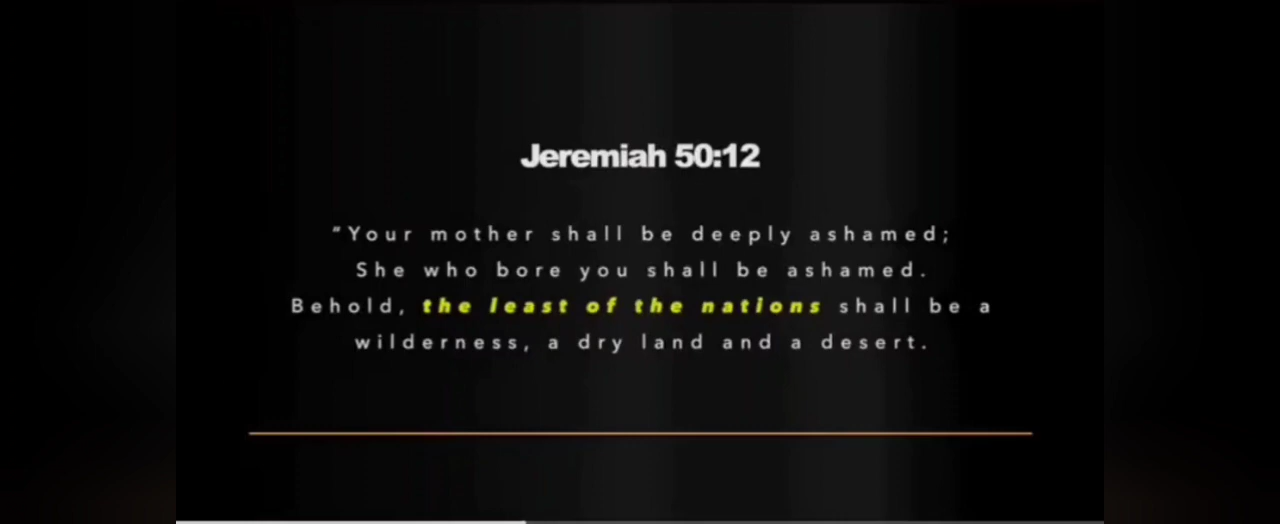 Jeremiah 50:12
"Your mother shall be deeply ashamed;
She who bore you shall be ashamed.
Behold, the least of the nations shall be a
wilderness, a dry land and a desert.